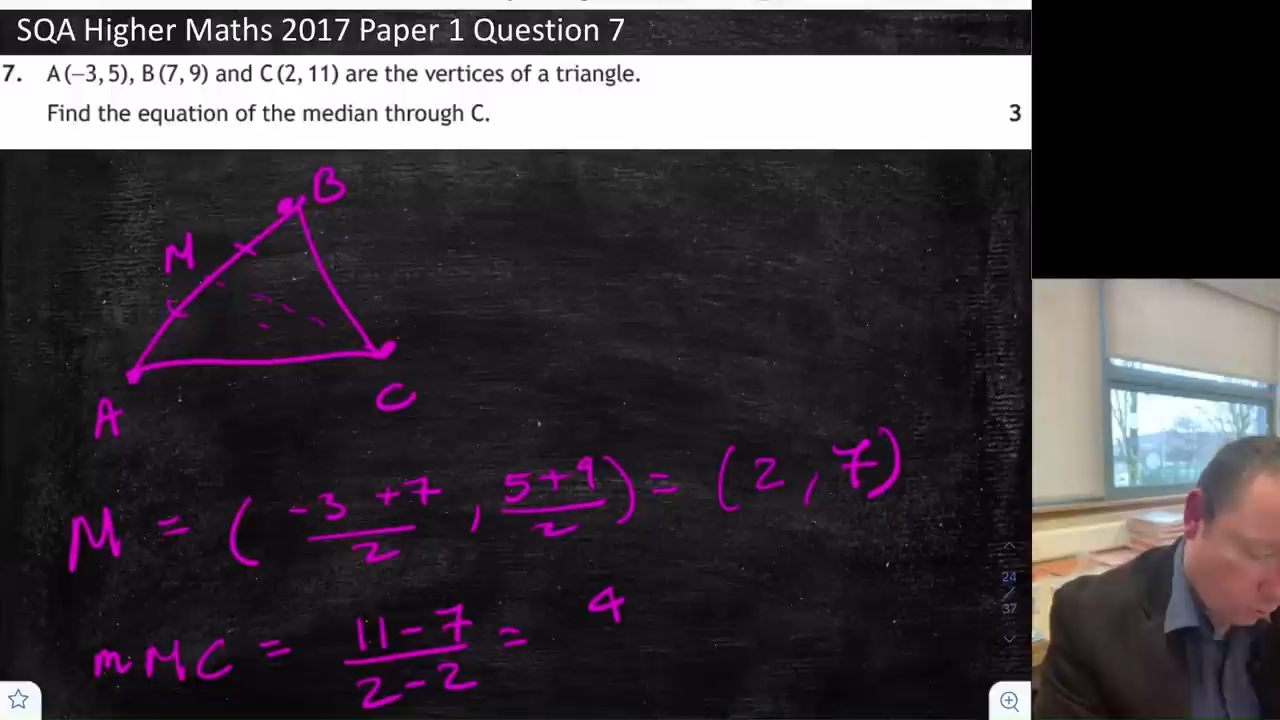 SQA Higher Maths 2017 Paper 1 Question 7
7. A(−3, 5), B(7, 9) and C(2, 11) are the vertices of a triangle.
Find the equation of the median through C. 3
B
M
A
C
M = ( -3 + 7 / 2 , 5 + 9 / 2 ) = (2, 7)
mMC = 11 - 7 / 2 - 2 = 4
24
/
37